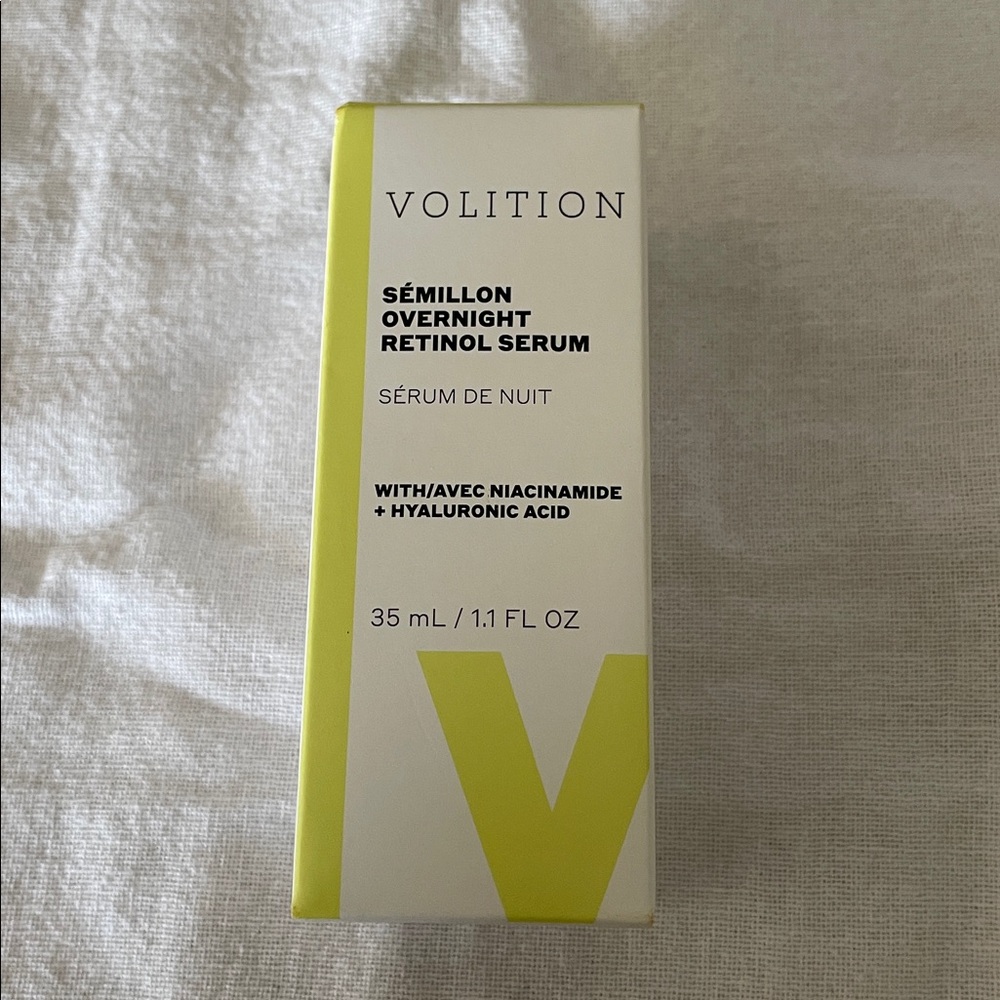 VOLITION
SÉMILLON
OVERNIGHT
RETINOL SERUM
SÉRUM DE NUIT
WITH/AVEC NIACINAMIDE
+ HYALURONIC ACID
35 mL / 1.1 FL OZ
V